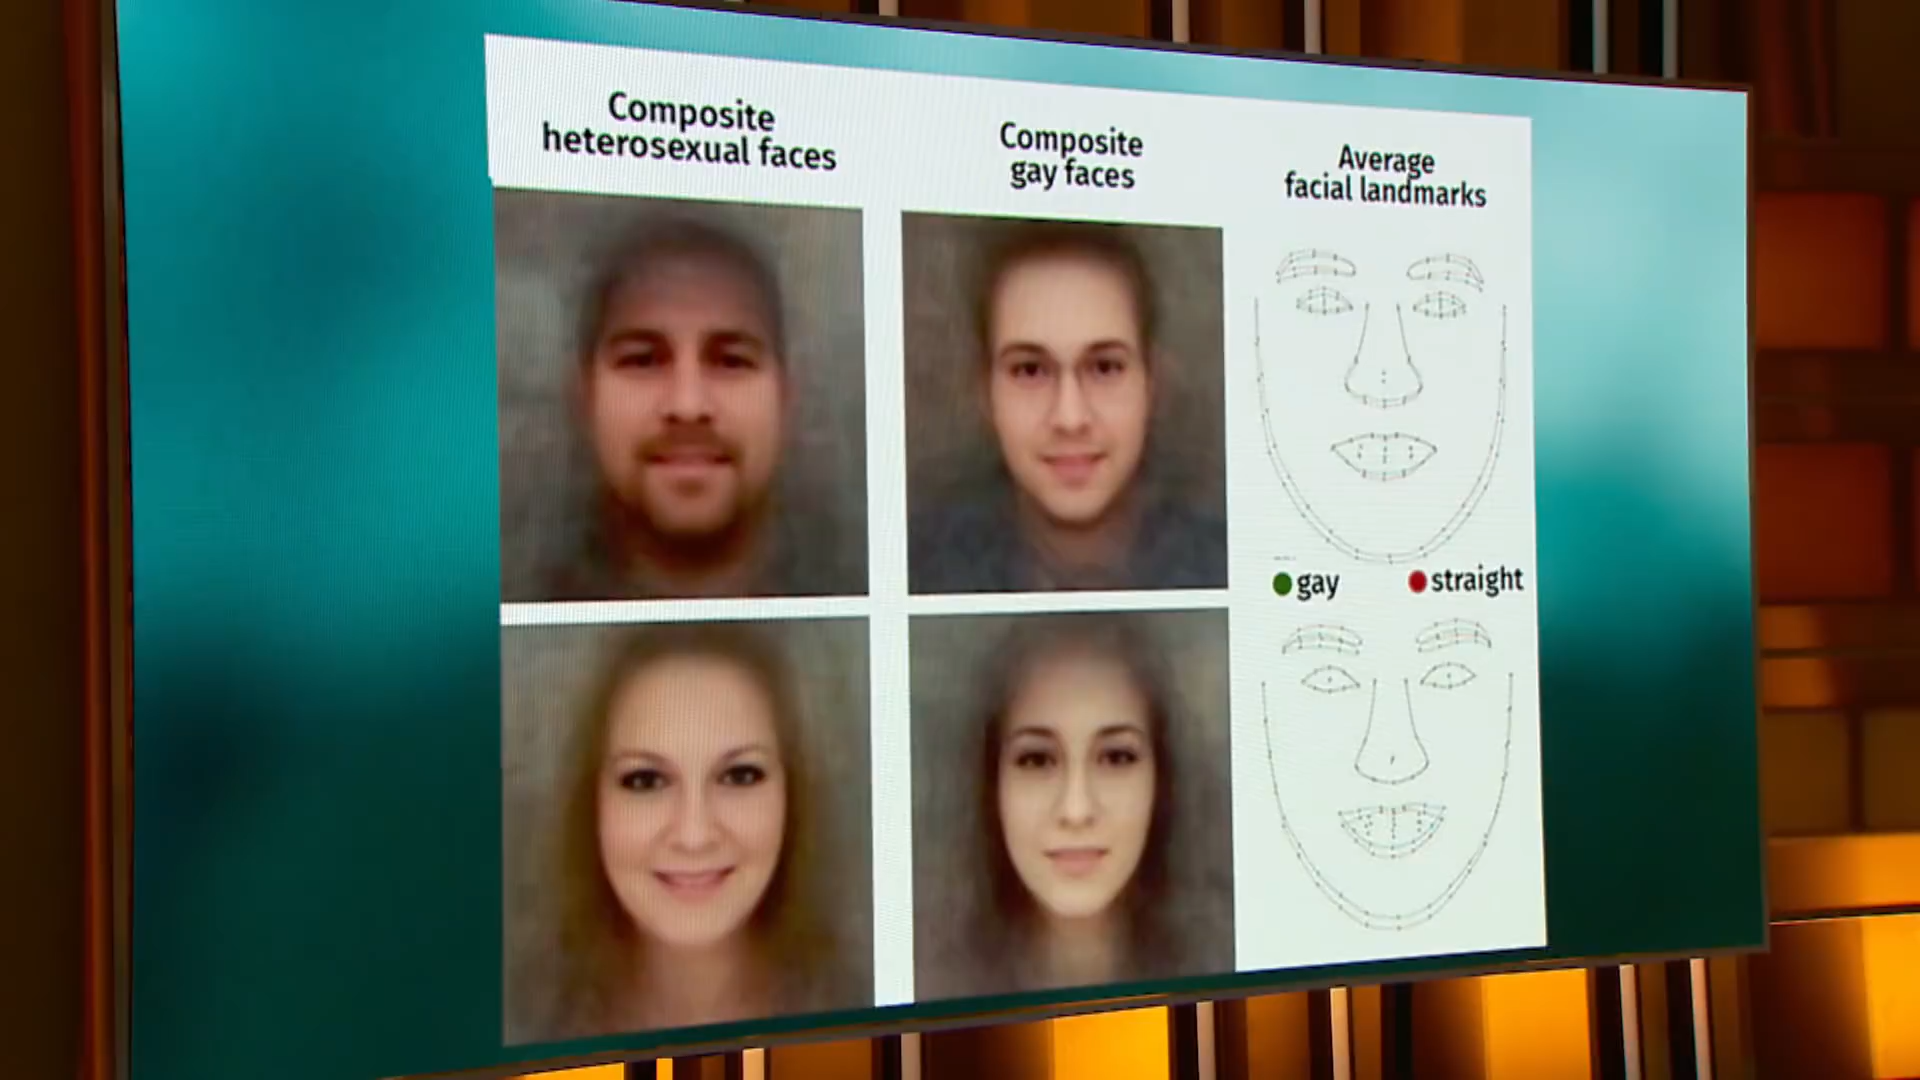 Composite
heterosexual faces
Composite
gay faces
Average
facial landmarks
gay
straight